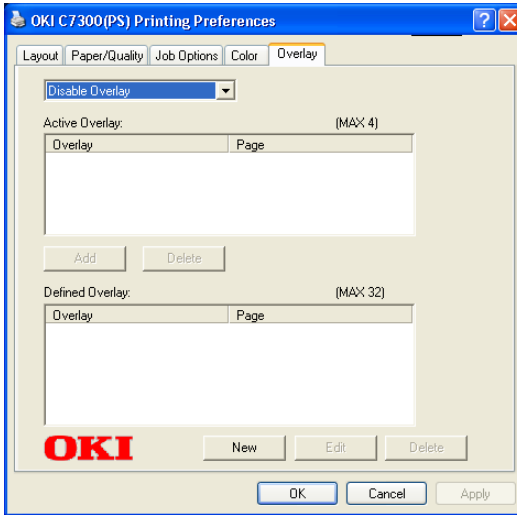 OKI C7300(PS) Printing Preferences
Layout Paper/Quality Job Options Color Overlay
Disable Overlay
Active Overlay: (MAX 4)
Overlay Page
Add Delete
Defined Overlay: (MAX 32)
Overlay Page
OKI New Edit Delete
OK Cancel Apply